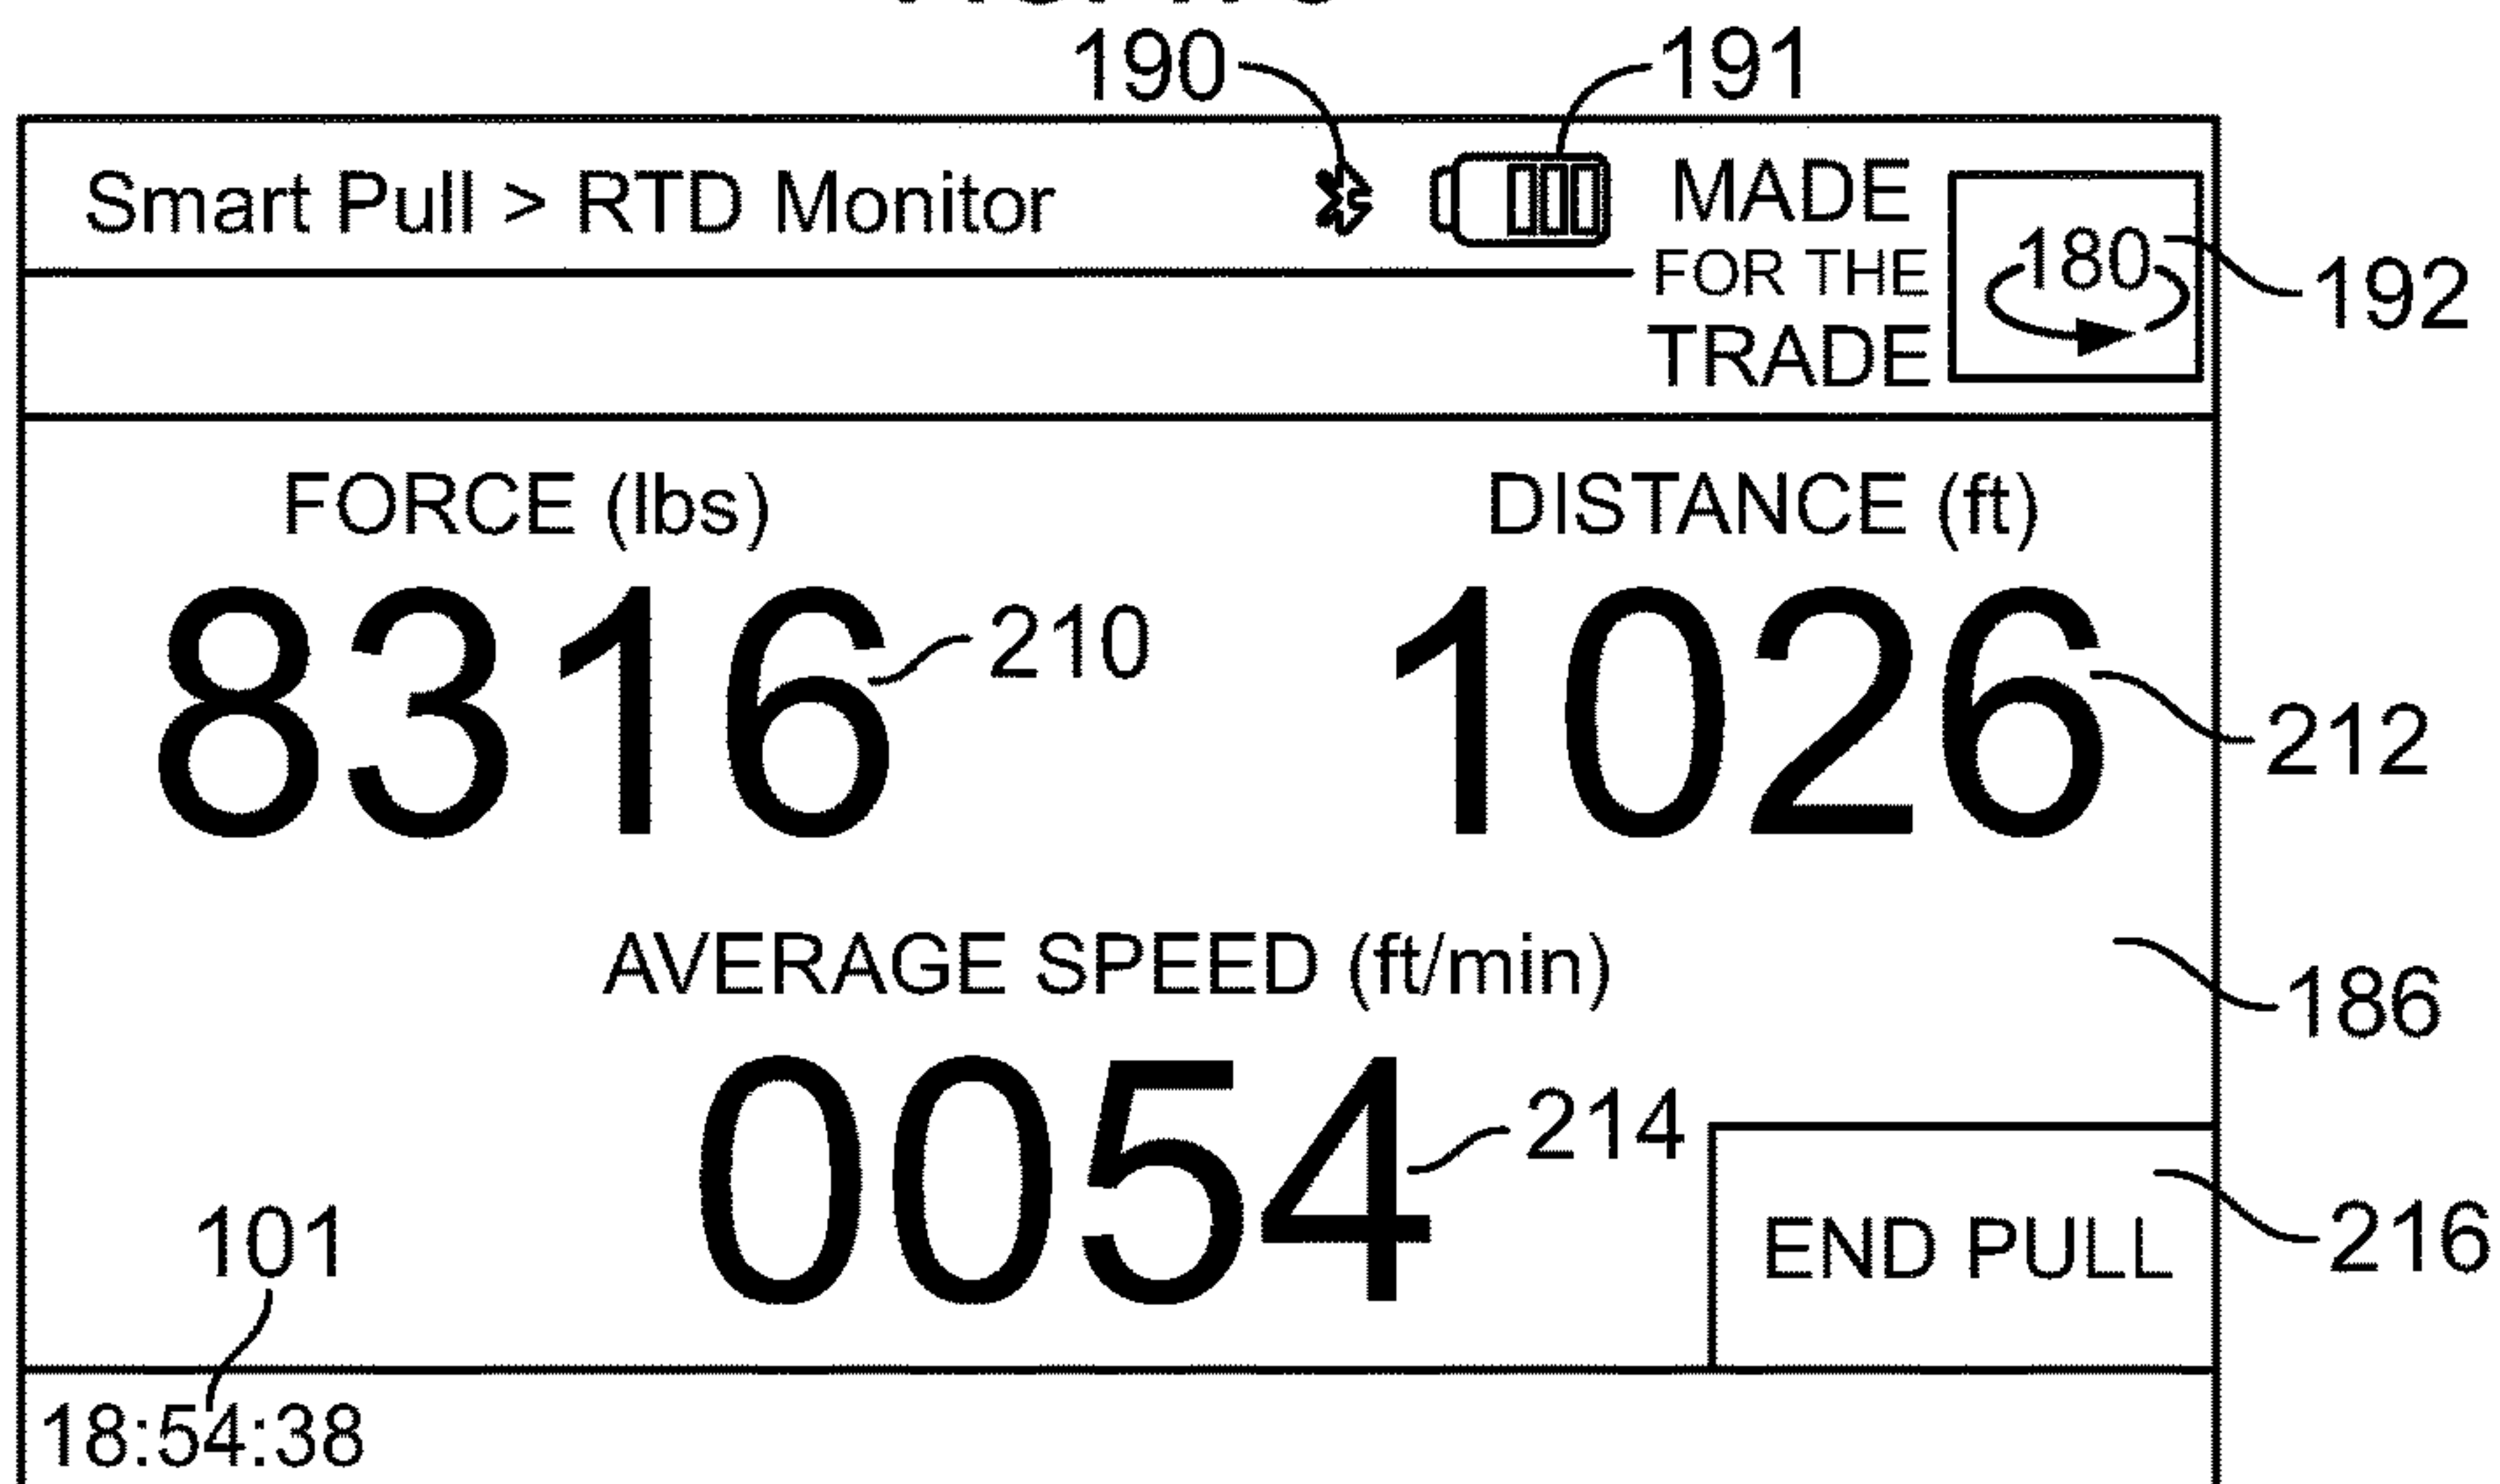 190 191
Smart Pull > RTD Monitor
MADE
FOR THE
TRADE
180
192
FORCE (lbs) DISTANCE (ft)
8316 210 1026
212
AVERAGE SPEED (ft/min)
186
0054 214
101
END PULL
216
18:54:38